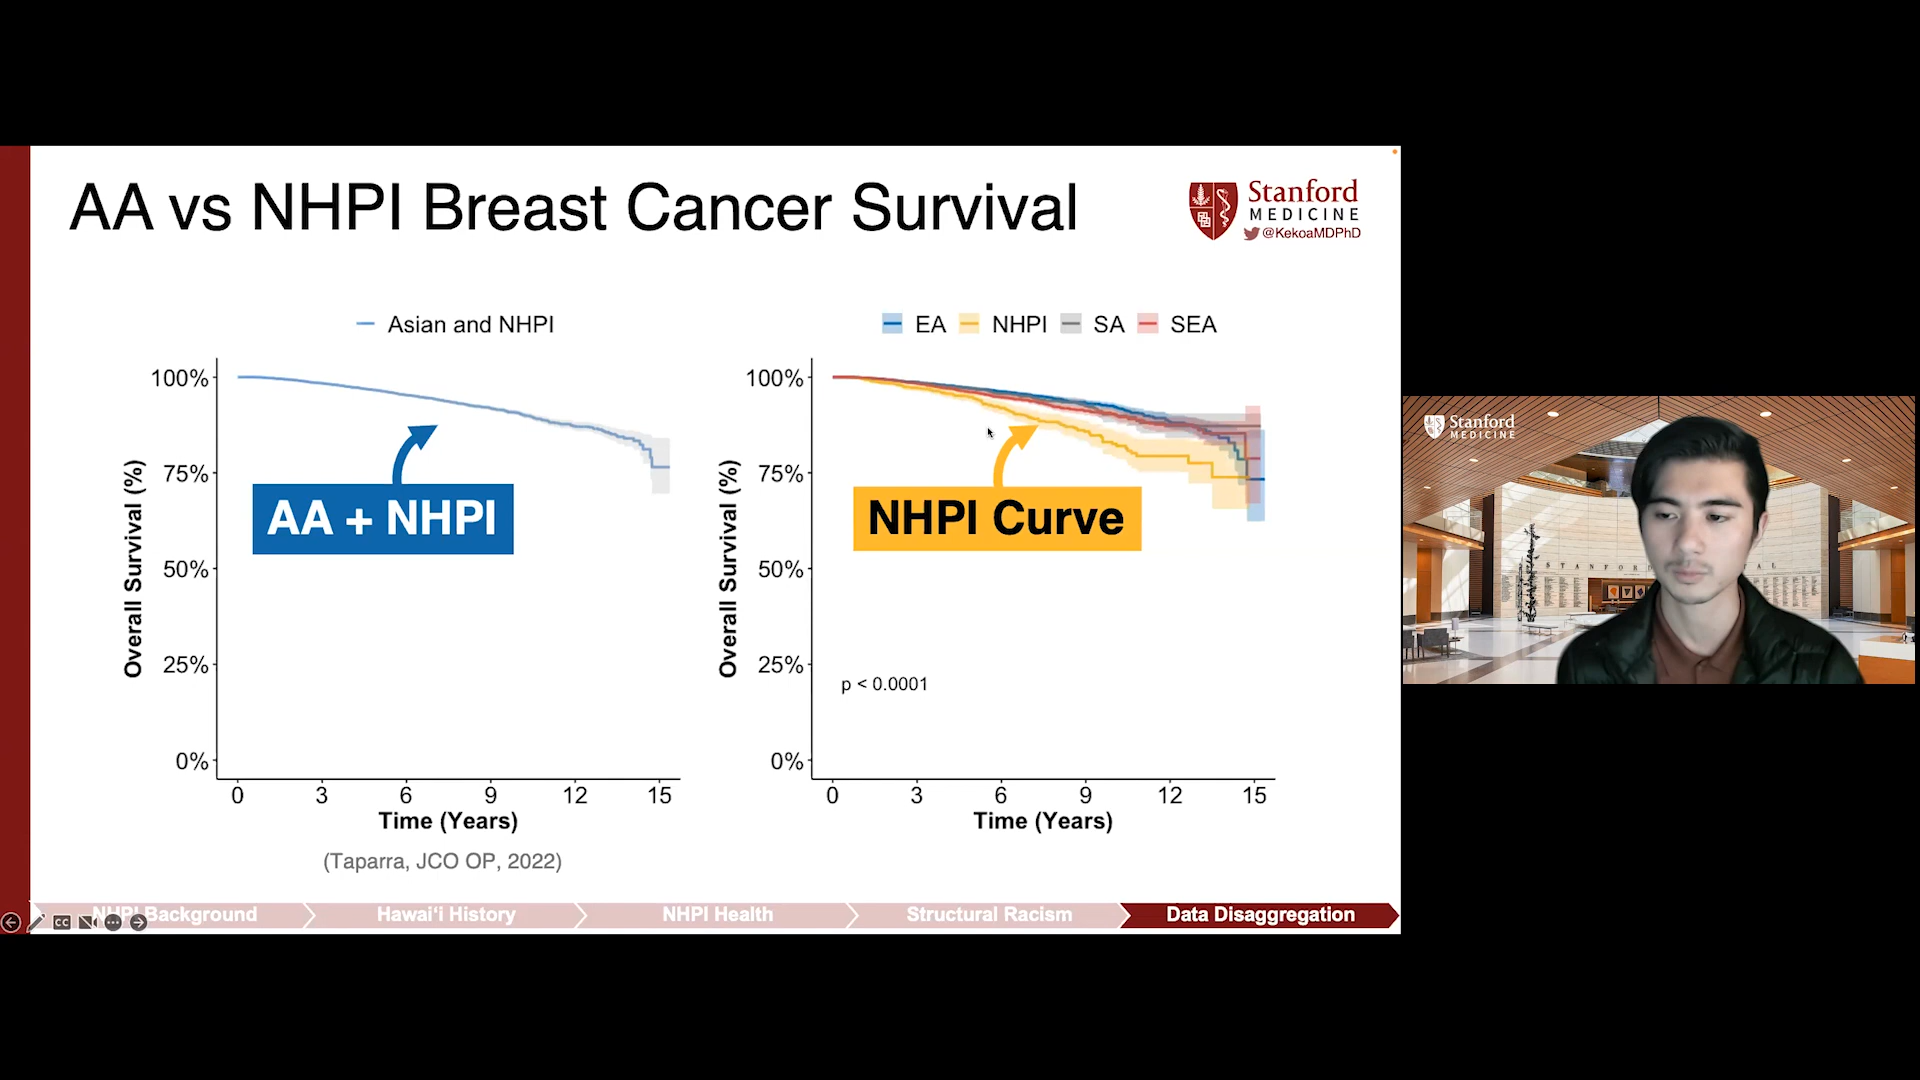 AA vs NHPI Breast Cancer Survival
Stanford
MEDICINE
@KekoaMDPhD
Asian and NHPI
100%
75%
50%
25%
0%
Overall Survival (%)
AA + NHPI
0 3 6 9 12 15
Time (Years)
(Taparra, JCO OP, 2022)
EA NHPI SA SEA
100%
75%
50%
25%
0%
Overall Survival (%)
NHPI Curve
p < 0.0001
0 3 6 9 12 15
Time (Years)
NHPI Background
Hawai‘i History
NHPI Health
Structural Racism
Data Disaggregation
CC
Stanford
MEDICINE